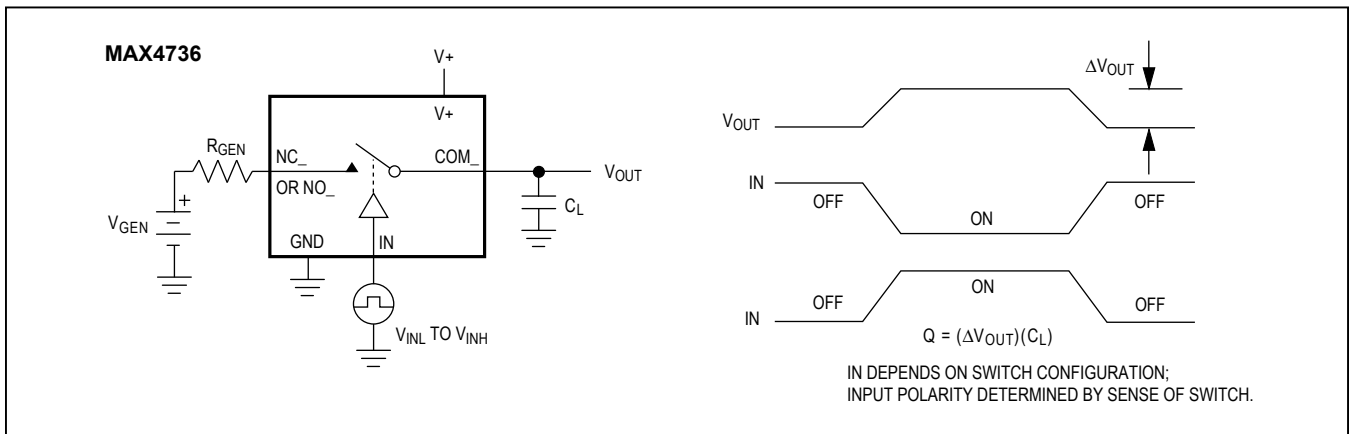 MAX4736
V+
V+
RGEN
NC_
OR NO_
COM_
VOUT
CL
VGEN
+
GND
IN
VINL TO VINH
ΔVOUT
VOUT
IN
OFF
ON
OFF
IN
OFF
ON
OFF
Q = (ΔVOUT)(CL)
IN DEPENDS ON SWITCH CONFIGURATION;
INPUT POLARITY DETERMINED BY SENSE OF SWITCH.